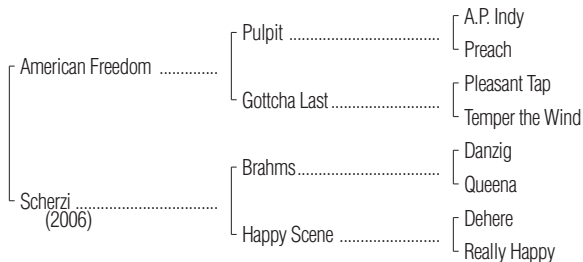 A.P. Indy
Pulpit ..............................
Preach
American Freedom ..............
Pleasant Tap
Gottcha Last......................
Temper the Wind
Danzig
Brahms.............................
Queena
Scherzi .............................
(2006)
Dehere
Happy Scene ....................
Really Happy